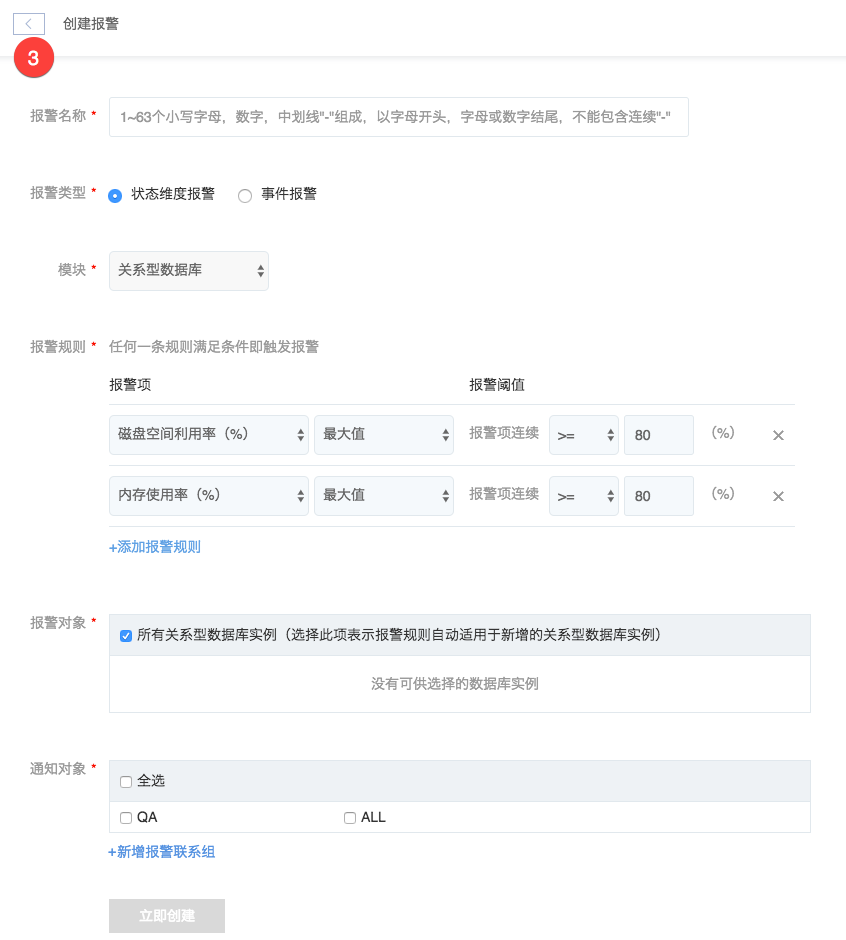 创建报警
3
报警名称 * 1~63个小写字母，数字，中划线"-"组成，以字母开头，字母或数字结尾，不能包含连续"-"
报警类型 * 状态维度报警 事件报警
模块 * 关系型数据库
报警规则 * 任何一条规则满足条件即触发报警
报警项 报警阈值
磁盘空间利用率（%） 最大值 报警项连续 >= 80 （%） ×
内存使用率（%） 最大值 报警项连续 >= 80 （%） ×
+添加报警规则
报警对象 * 所有关系型数据库实例（选择此项表示报警规则自动适用于新增的关系型数据库实例）
没有可供选择的数据库实例
通知对象 * 全选
QA ALL
+新增报警联系组
立即创建